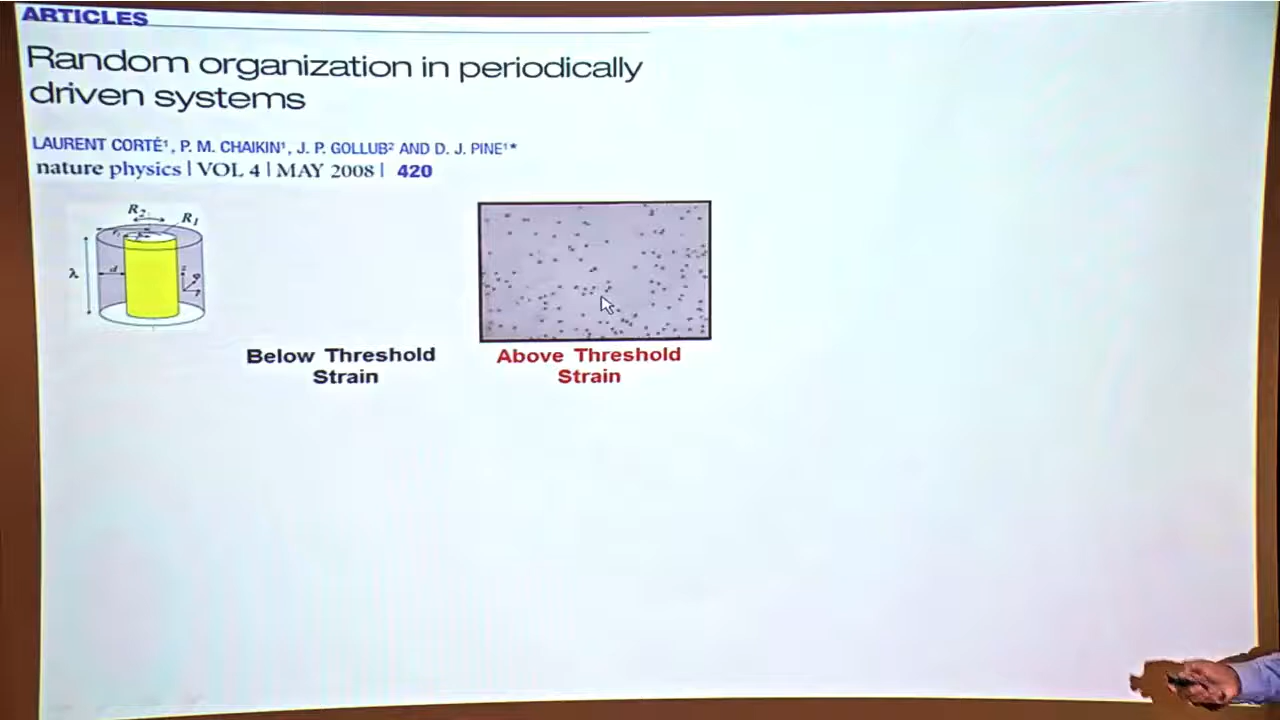 ARTICLES
Random organization in periodically
driven systems
LAURENT CORTÉ¹, P. M. CHAIKIN¹, J. P. GOLLUB² AND D. J. PINE¹*
nature physics | VOL 4 | MAY 2008 | 420
R₂
R₁
λ
d
z
Below Threshold
Strain
Above Threshold
Strain